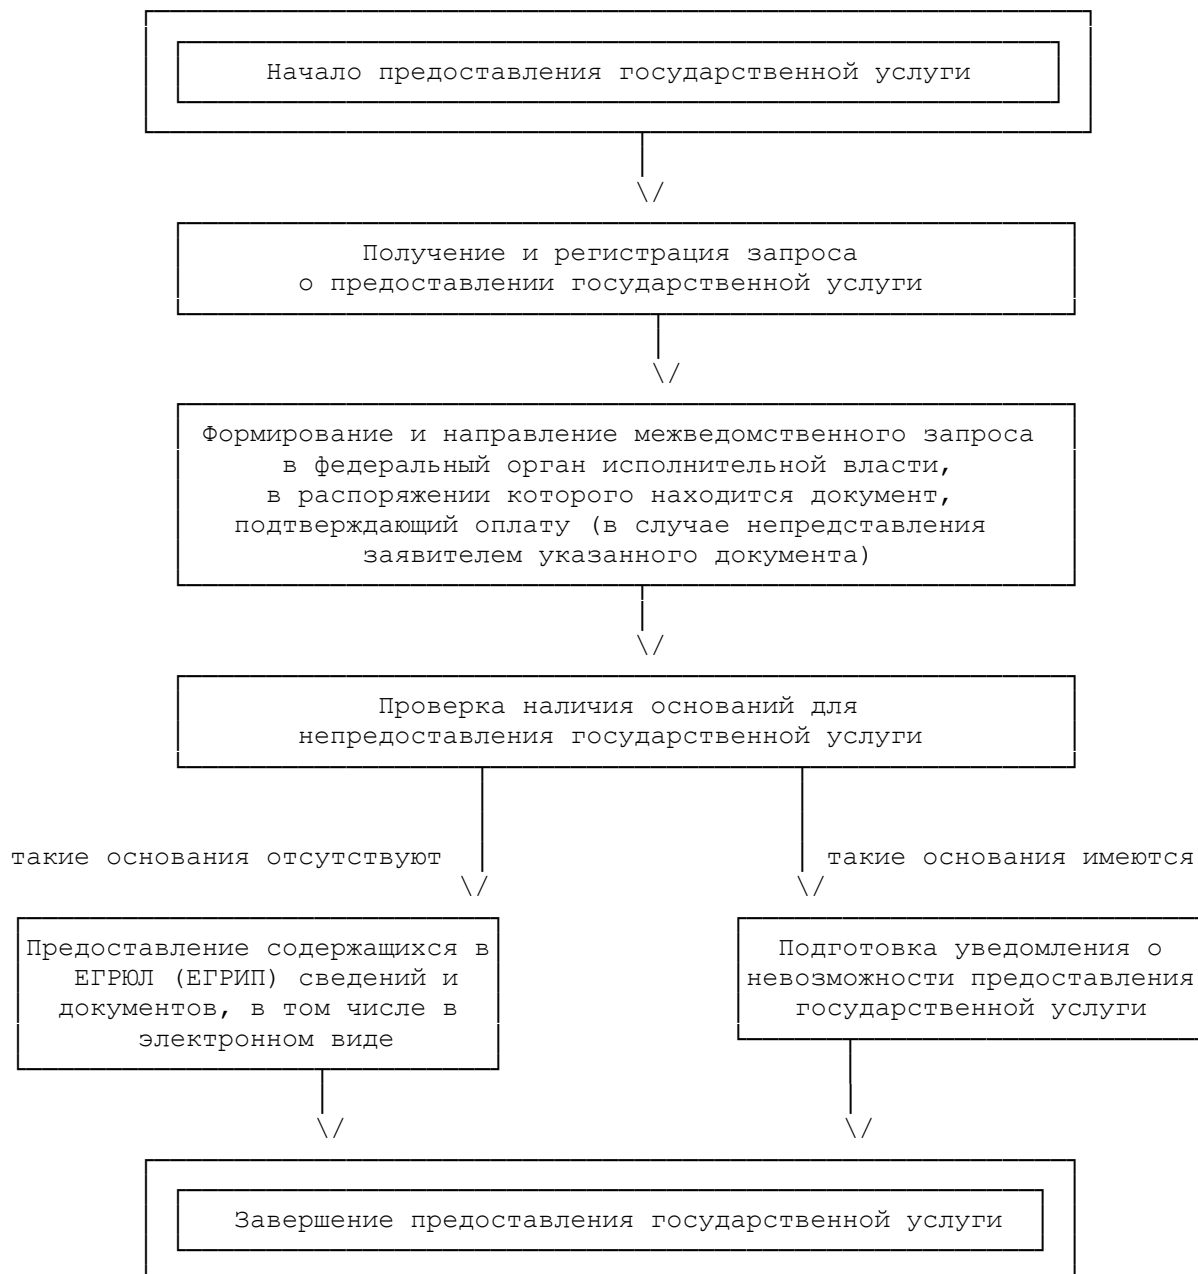 Начало предоставления государственной услуги
\/
Получение и регистрация запроса
о предоставлении государственной услуги
\/
Формирование и направление межведомственного запроса
в федеральный орган исполнительной власти,
в распоряжении которого находится документ,
подтверждающий оплату (в случае непредставления
заявителем указанного документа)
\/
Проверка наличия оснований для
непредоставления государственной услуги
такие основания отсутствуют
такие основания имеются
\/
\/
Предоставление содержащихся в
ЕГРЮЛ (ЕГРИП) сведений и
документов, в том числе в
электронном виде
Подготовка уведомления о
невозможности предоставления
государственной услуги
\/
\/
Завершение предоставления государственной услуги